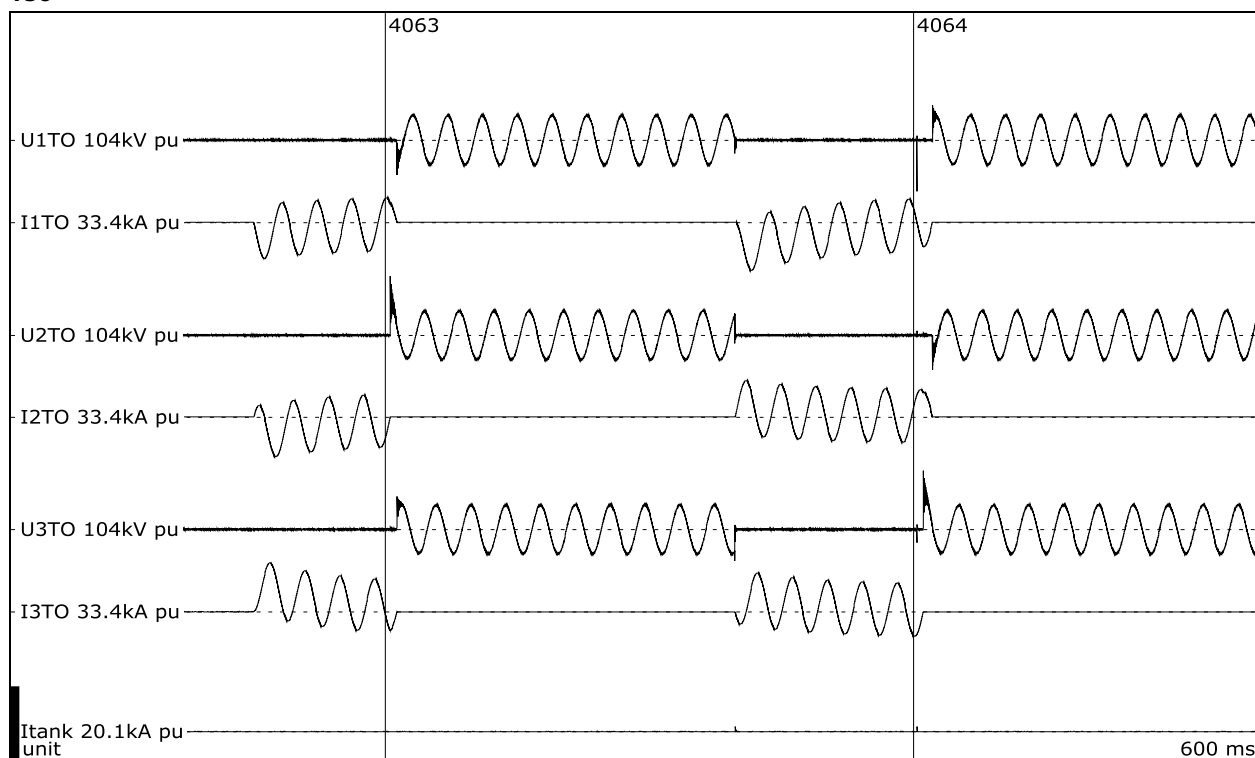 4063
4064
U1TO 104kV pu
I1TO 33.4kA pu
U2TO 104kV pu
I2TO 33.4kA pu
U3TO 104kV pu
I3TO 33.4kA pu
Itank 20.1kA pu
unit
600 ms